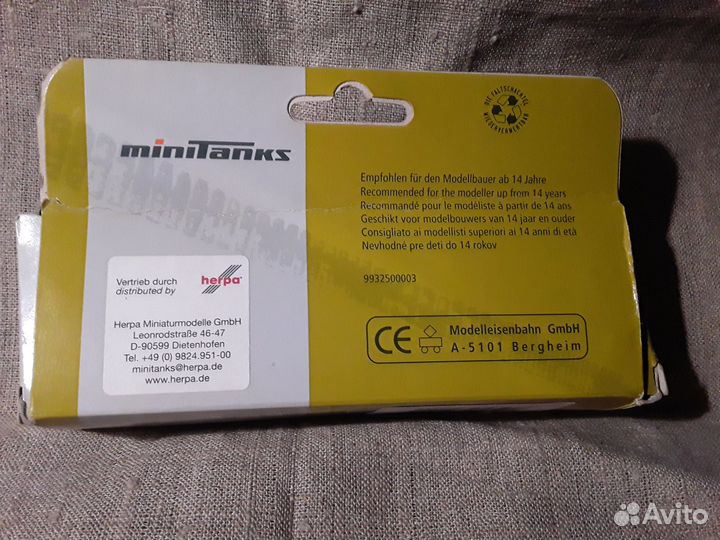 miniTanks
DIE FALTSCHACHTEL
WIEDERVERWERTBAR
Empfohlen für den Modellbauer ab 14 Jahre
Recommended for the modeller up from 14 years
Recommandé pour le modéliste à partir de 14 ans
Geschikt voor modelbouwers van 14 jaar en ouder
Consigliato ai modellisti superiori ai 14 anni di età
Nevhodné pre deti do 14 rokov
9932500003
Vertrieb durch
distributed by
herpa
Herpa Miniaturmodelle GmbH
Leonrodstraße 46-47
D-90599 Dietenhofen
Tel. +49 (0) 9824.951-00
minitanks@herpa.de
www.herpa.de
CE
Modelleisenbahn GmbH
A-5101 Bergheim
Avito